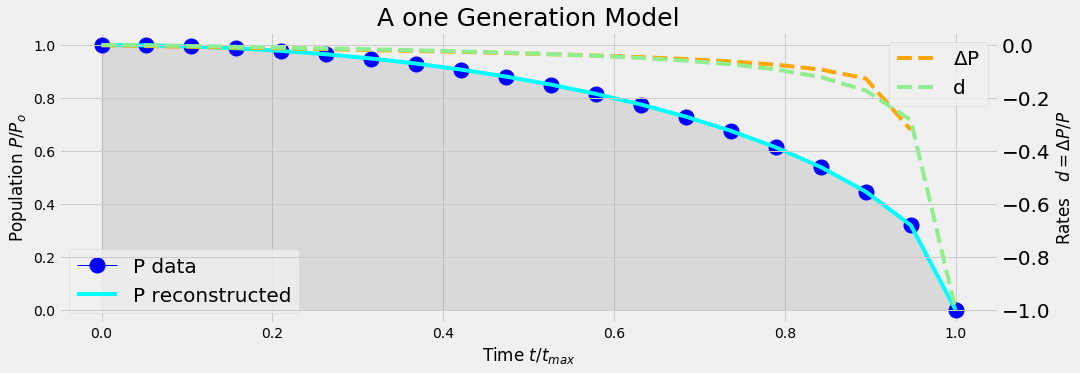 A one Generation Model
1.0
0.8
0.6
0.4
0.2
0.0
Population P/P_o
P data
P reconstructed
ΔP
d
0.0
−0.2
−0.4
−0.6
−0.8
−1.0
Rates d = ΔP/P
0.0 0.2 0.4 0.6 0.8 1.0
Time t/t_max